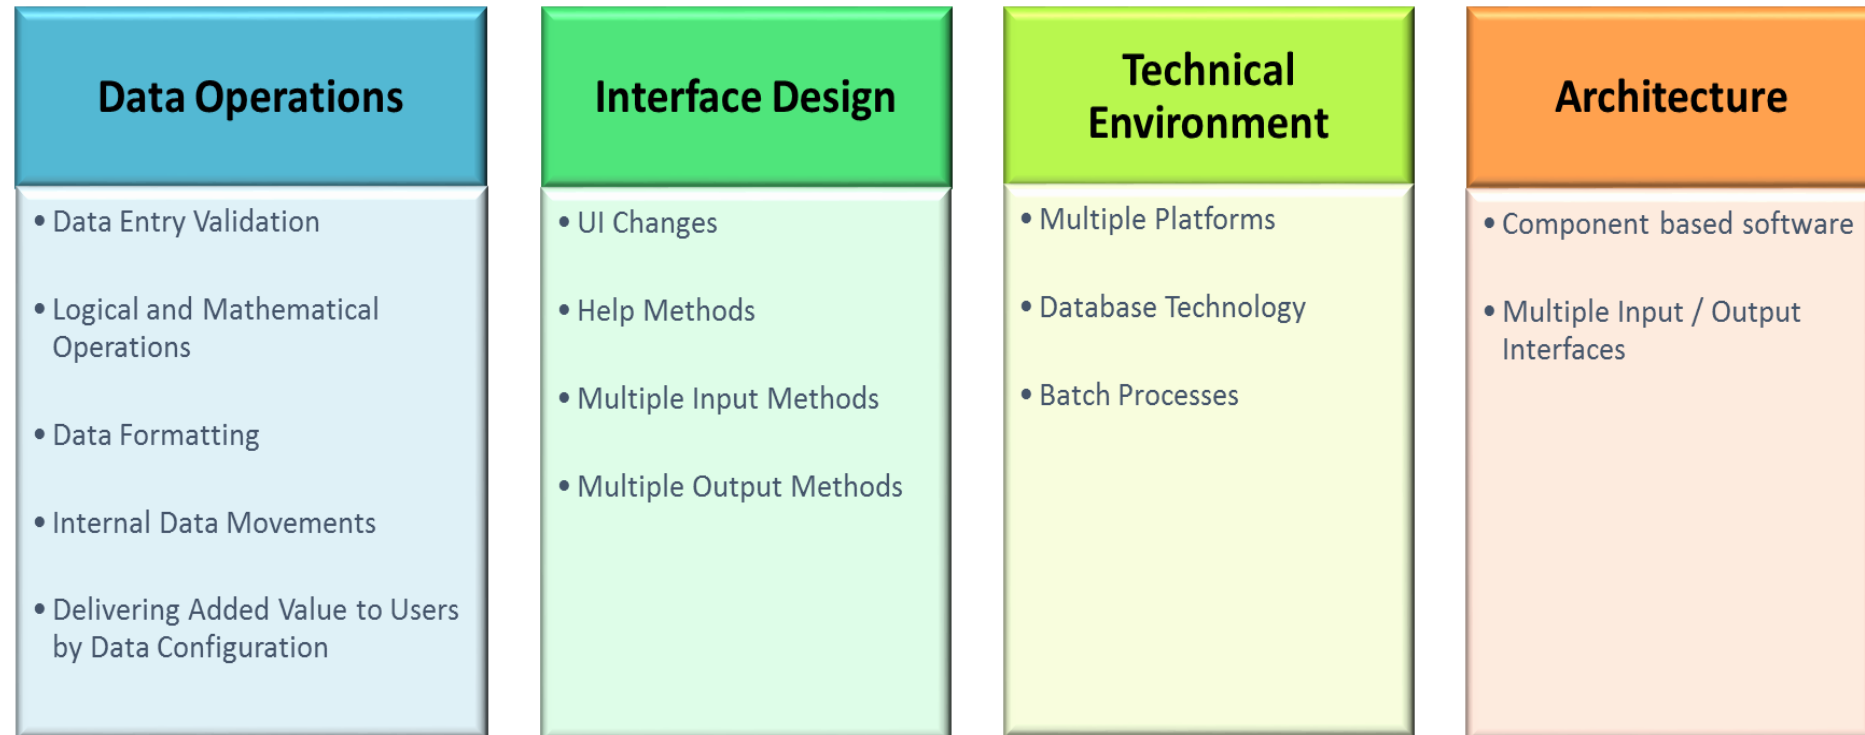 Data Operations
• Data Entry Validation
• Logical and Mathematical
Operations
• Data Formatting
• Internal Data Movements
• Delivering Added Value to Users
by Data Configuration
Interface Design
• UI Changes
• Help Methods
• Multiple Input Methods
• Multiple Output Methods
Technical
Environment
• Multiple Platforms
• Database Technology
• Batch Processes
Architecture
• Component based software
• Multiple Input / Output
Interfaces